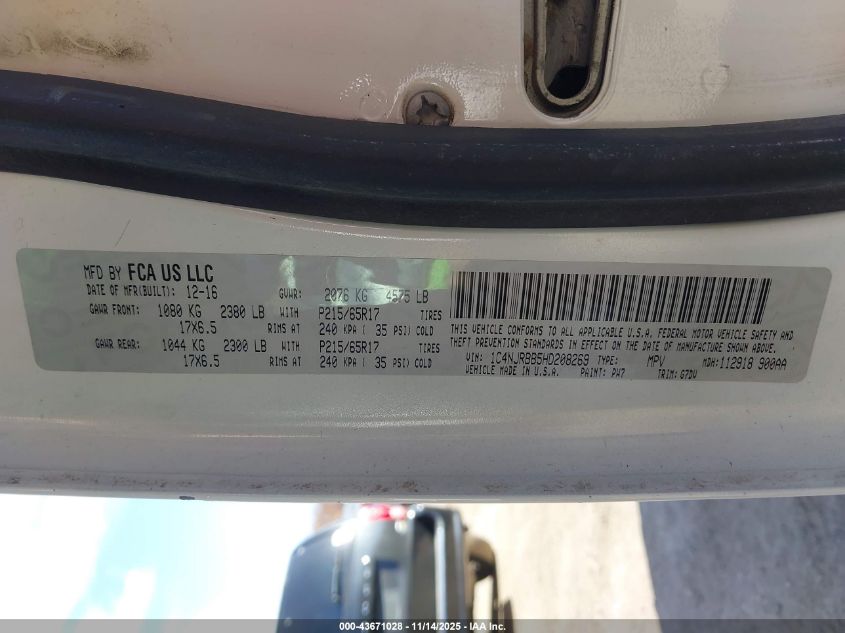 MFD BY FCA US LLC
DATE OF MFR(BUILT): 12-16 GVWR: 2076 KG 4575 LB
GAWR FRONT: 1080 KG 2380 LB WITH P215/65R17 TIRES
17X6.5 RIMS AT 240 KPA ( 35 PSI) COLD
GAWR REAR: 1044 KG 2300 LB WITH P215/65R17 TIRES
17X6.5 RIMS AT 240 KPA ( 35 PSI) COLD
THIS VEHICLE CONFORMS TO ALL APPLICABLE U.S.A. FEDERAL MOTOR VEHICLE SAFETY AND
THEFT PREVENTION STANDARDS IN EFFECT ON THE DATE OF MANUFACTURE SHOWN ABOVE.
VIN: 1C4NJRBB5HD208269 TYPE: MPV MDH: 112918 900AA
VEHICLE MADE IN U.S.A. PAINT: PW7 TRIM: G7DV
000-43671028 - 11/14/2025 - IAA Inc.